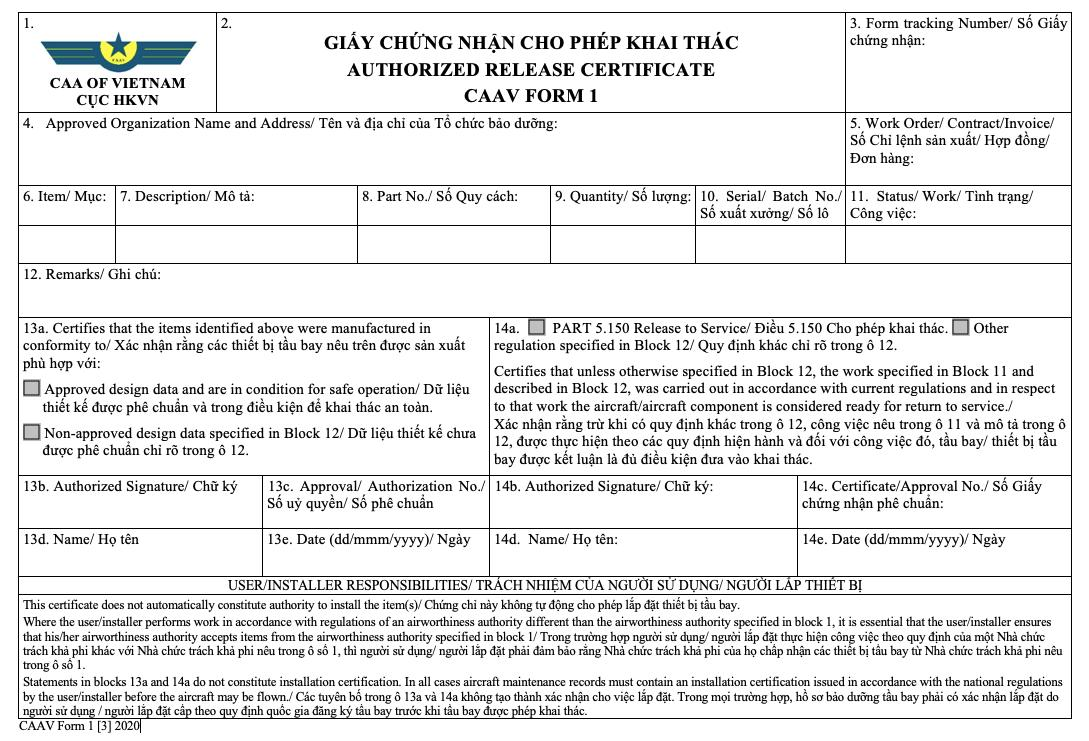 1.
CAAV
CAA OF VIETNAM
CỤC HKVN
2.
GIẤY CHỨNG NHẬN CHO PHÉP KHAI THÁC
AUTHORIZED RELEASE CERTIFICATE
CAAV FORM 1
3. Form tracking Number/ Số Giấy
chứng nhận:
4. Approved Organization Name and Address/ Tên và địa chỉ của Tổ chức bảo dưỡng:
5. Work Order/ Contract/Invoice/
Số Chỉ lệnh sản xuất/ Hợp đồng/
Đơn hàng:
6. Item/ Mục:
7. Description/ Mô tả:
8. Part No./ Số Quy cách:
9. Quantity/ Số lượng:
10. Serial/ Batch No./
Số xuất xưởng/ Số lô
11. Status/ Work/ Tình trạng/
Công việc:
12. Remarks/ Ghi chú:
13a. Certifies that the items identified above were manufactured in
conformity to/ Xác nhận rằng các thiết bị tầu bay nêu trên được sản xuất
phù hợp với:
Approved design data and are in condition for safe operation/ Dữ liệu
thiết kế được phê chuẩn và trong điều kiện để khai thác an toàn.
Non-approved design data specified in Block 12/ Dữ liệu thiết kế chưa
được phê chuẩn chỉ rõ trong ô 12.
14a. PART 5.150 Release to Service/ Điều 5.150 Cho phép khai thác. Other
regulation specified in Block 12/ Quy định khác chỉ rõ trong ô 12.
Certifies that unless otherwise specified in Block 12, the work specified in Block 11 and
described in Block 12, was carried out in accordance with current regulations and in respect
to that work the aircraft/aircraft component is considered ready for return to service./
Xác nhận rằng trừ khi có quy định khác trong ô 12, công việc nêu trong ô 11 và mô tả trong ô
12, được thực hiện theo các quy định hiện hành và đối với công việc đó, tầu bay/ thiết bị tầu
bay được kết luận là đủ điều kiện đưa vào khai thác.
13b. Authorized Signature/ Chữ ký
13c. Approval/ Authorization No./
Số uỷ quyền/ Số phê chuẩn
14b. Authorized Signature/ Chữ ký:
14c. Certificate/Approval No./ Số Giấy
chứng nhận phê chuẩn:
13d. Name/ Họ tên
13e. Date (dd/mmm/yyyy)/ Ngày
14d. Name/ Họ tên:
14e. Date (dd/mmm/yyyy)/ Ngày
USER/INSTALLER RESPONSIBILITIES/ TRÁCH NHIỆM CỦA NGƯỜI SỬ DỤNG/ NGƯỜI LẮP THIẾT BỊ
This certificate does not automatically constitute authority to install the item(s)/ Chứng chỉ này không tự động cho phép lắp đặt thiết bị tầu bay.
Where the user/installer performs work in accordance with regulations of an airworthiness authority different than the airworthiness authority specified in block 1, it is essential that the user/installer ensures
that his/her airworthiness authority accepts items from the airworthiness authority specified in block 1/ Trong trường hợp người sử dụng/ người lắp đặt thực hiện công việc theo quy định của một Nhà chức
trách khả phi khác với Nhà chức trách khả phi nêu trong ô số 1, thì người sử dụng/ người lắp đặt phải đảm bảo rằng Nhà chức trách khả phi của họ chấp nhận các thiết bị tầu bay từ Nhà chức trách khả phi nêu
trong ô số 1.
Statements in blocks 13a and 14a do not constitute installation certification. In all cases aircraft maintenance records must contain an installation certification issued in accordance with the national regulations
by the user/installer before the aircraft may be flown./ Các tuyên bố trong ô 13a và 14a không tạo thành xác nhận cho việc lắp đặt. Trong mọi trường hợp, hồ sơ bảo dưỡng tầu bay phải có xác nhận lắp đặt do
người sử dụng / người lắp đặt cấp theo quy định quốc gia đăng ký tầu bay trước khi tầu bay được phép khai thác.
CAAV Form 1 [3] 2020